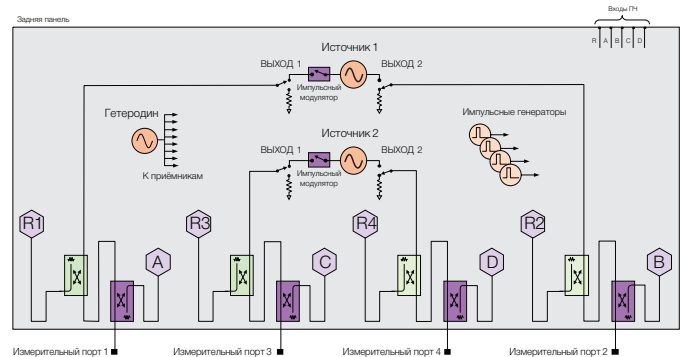 Входы ПЧ
Задняя панель
R A B C D
Источник 1
ВЫХОД 1 ВЫХОД 2
Импульсный
модулятор
Гетеродин
К приёмникам
Импульсные генераторы
Источник 2
ВЫХОД 1 ВЫХОД 2
Импульсный
модулятор
R1 R3 R4 R2
A C D B
Измерительный порт 1 Измерительный порт 3 Измерительный порт 4 Измерительный порт 2